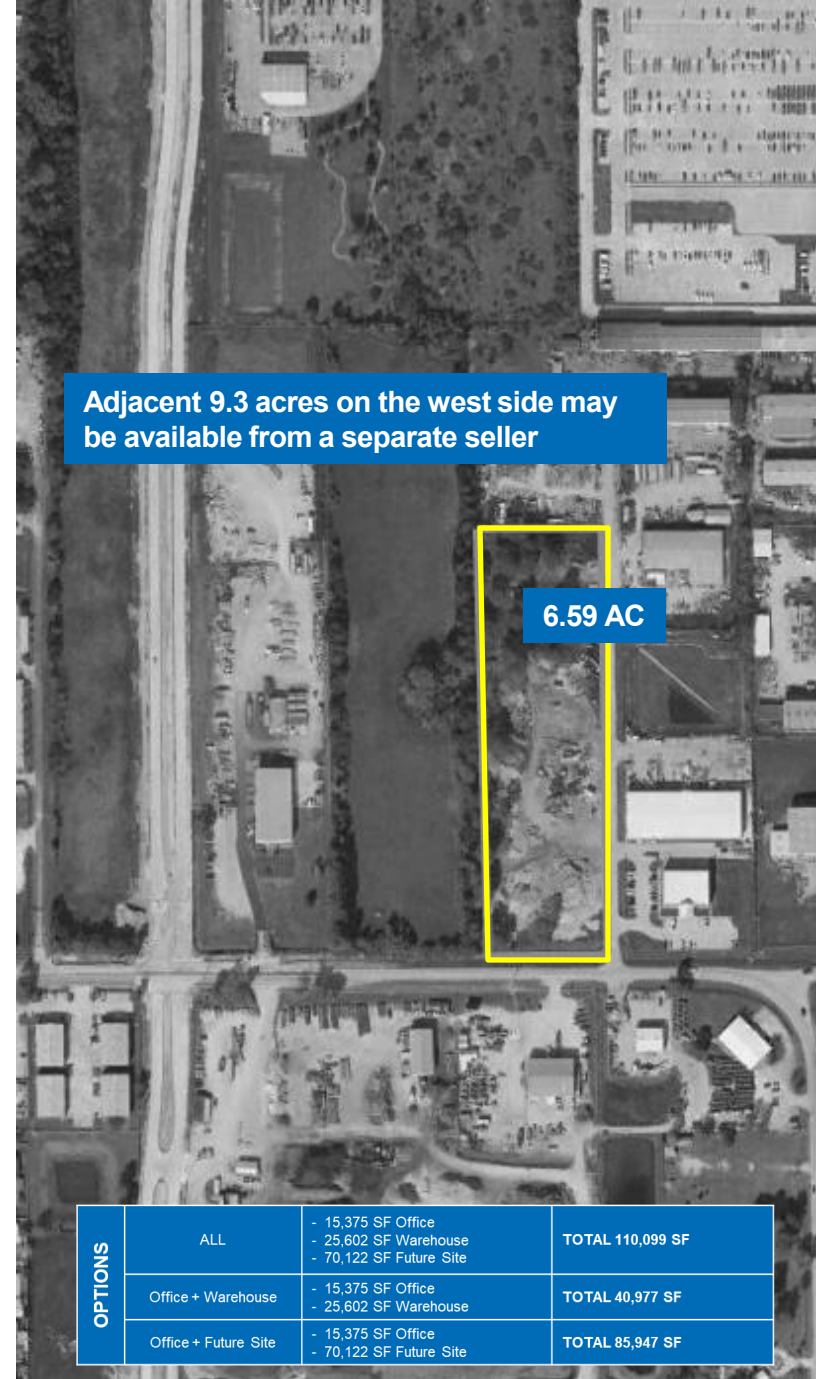 Adjacent 9.3 acres on the west side may
be available from a separate seller
6.59 AC
OPTIONS
ALL
- 15,375 SF Office
- 25,602 SF Warehouse
- 70,122 SF Future Site
TOTAL 110,099 SF
Office + Warehouse
- 15,375 SF Office
- 25,602 SF Warehouse
TOTAL 40,977 SF
Office + Future Site
- 15,375 SF Office
- 70,122 SF Future Site
TOTAL 85,947 SF